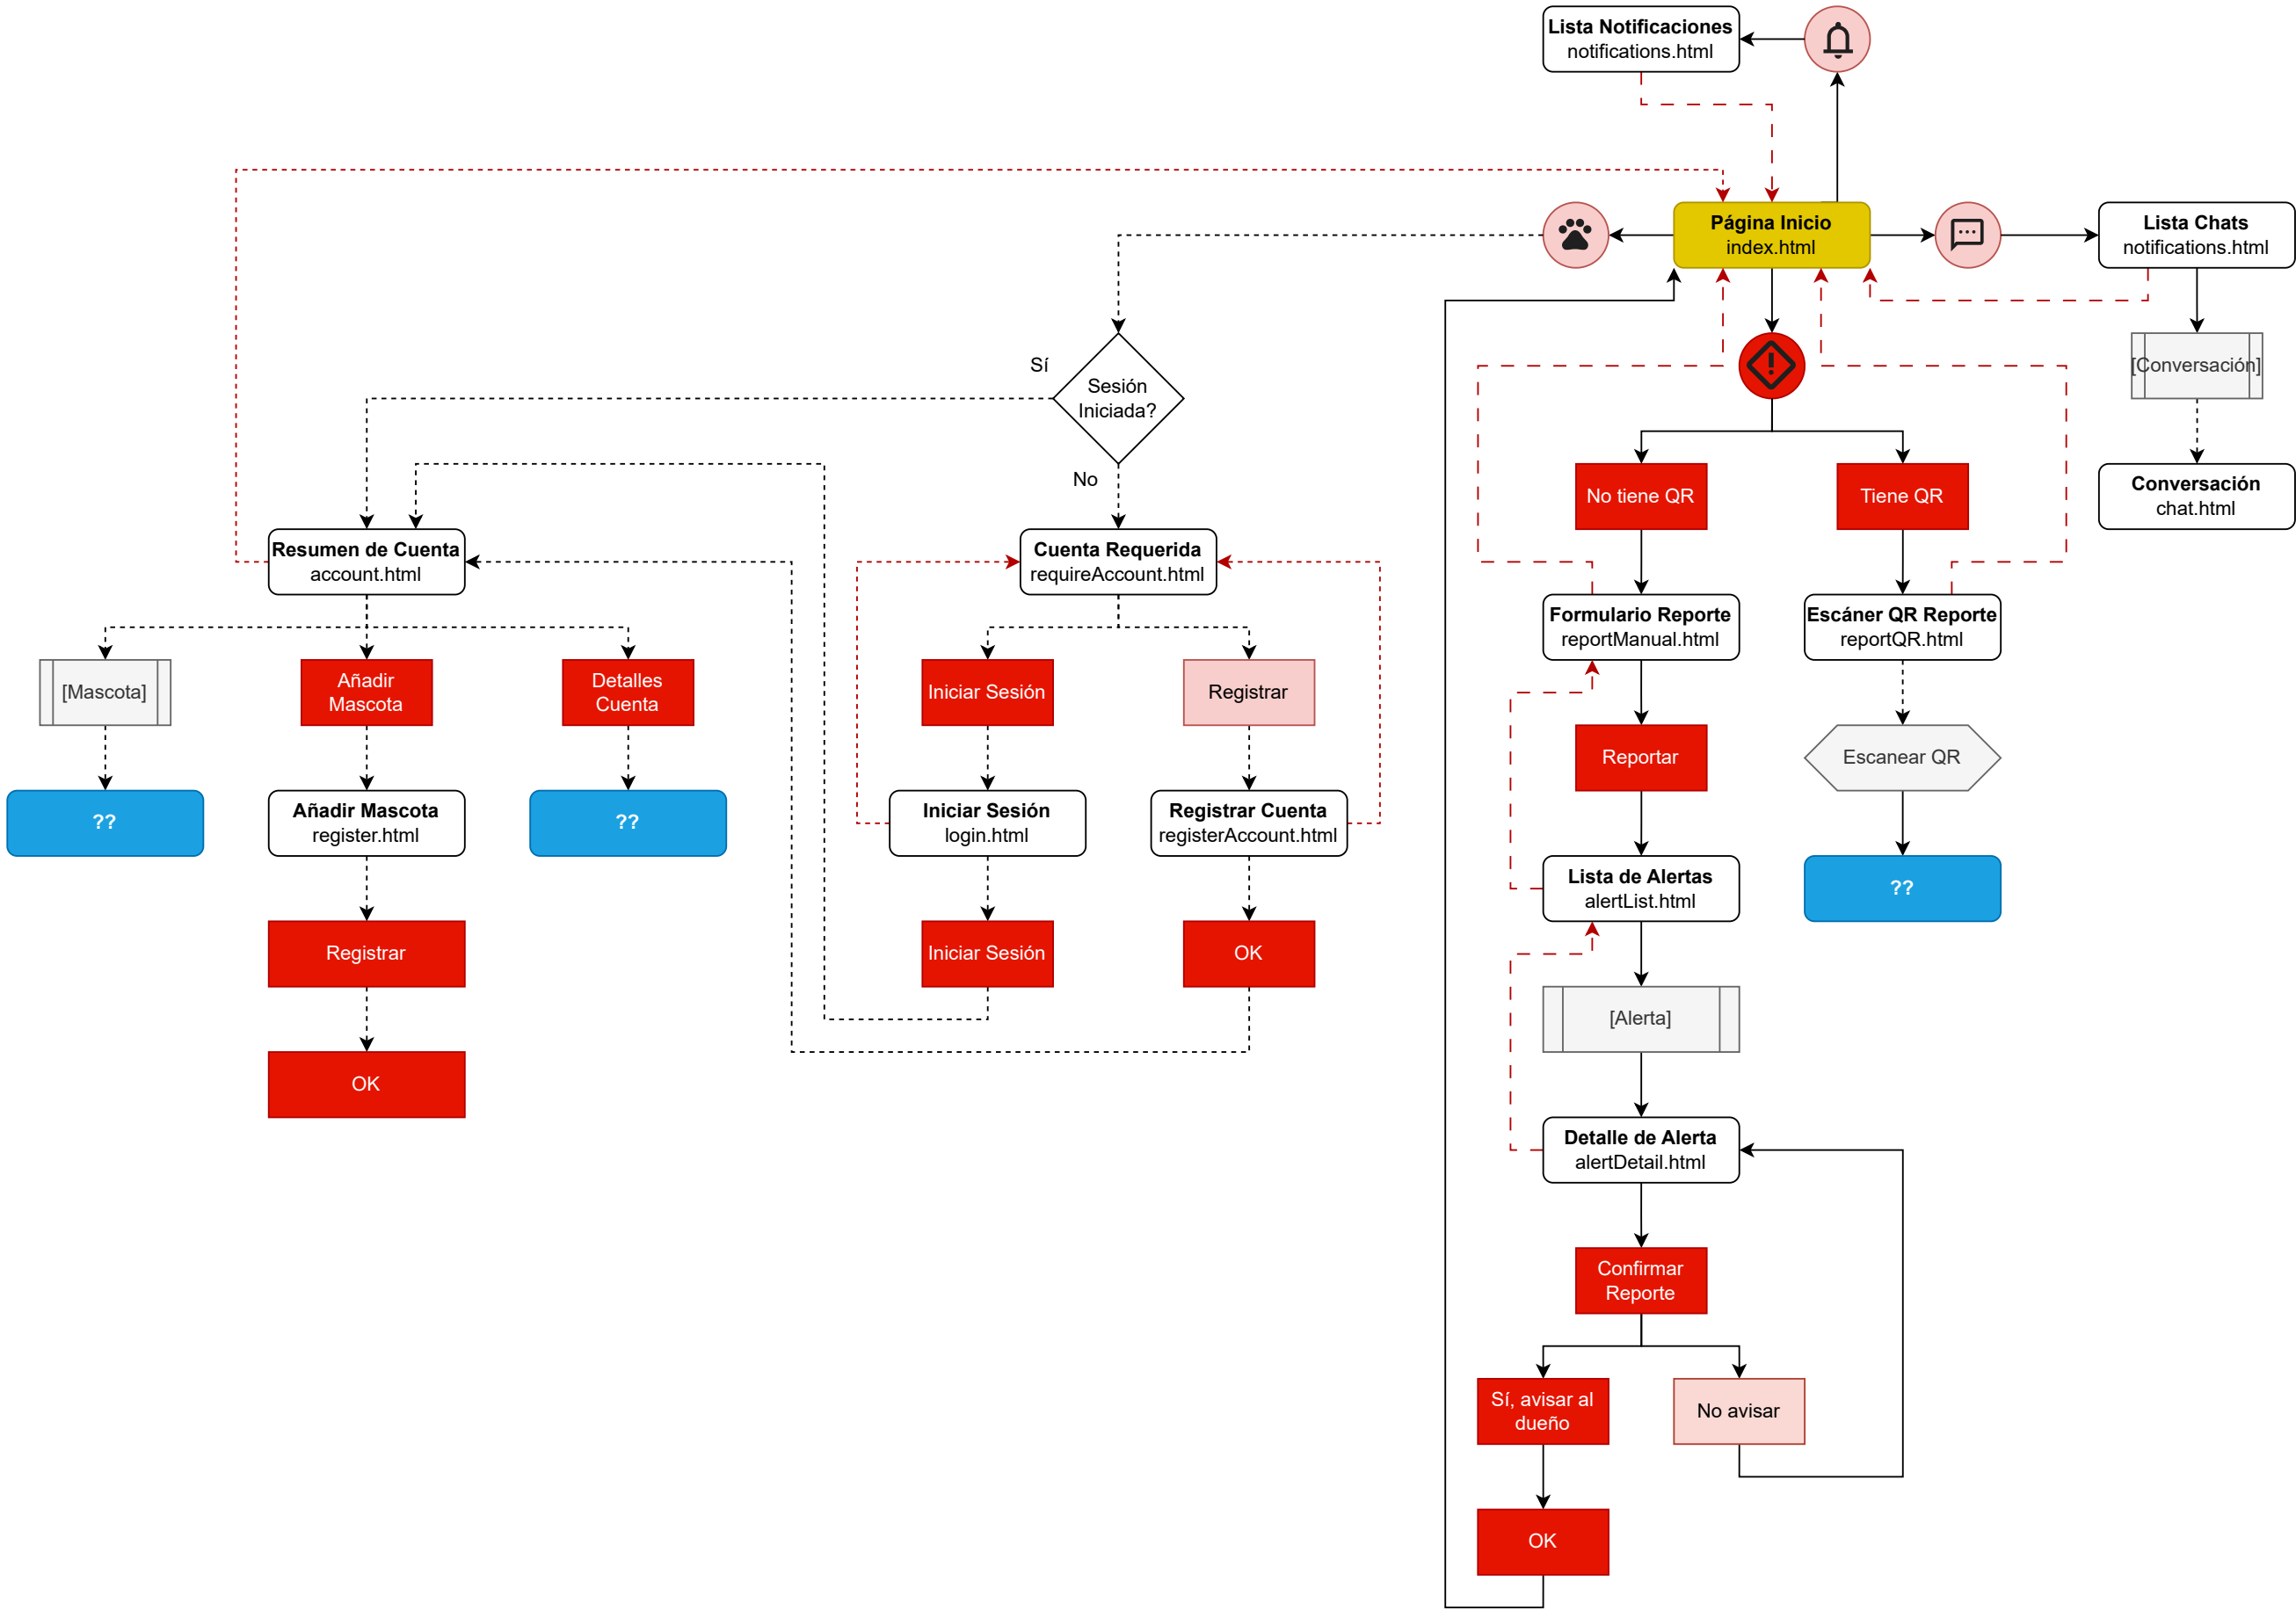 Lista Notificaciones
notifications.html
Página Inicio
index.html
Lista Chats
notifications.html
Sí
Sesión
Iniciada?
No
[Conversación]
No tiene QR
Tiene QR
Conversación
chat.html
Resumen de Cuenta
account.html
Cuenta Requerida
requireAccount.html
Formulario Reporte
reportManual.html
Escáner QR Reporte
reportQR.html
[Mascota]
Añadir
Mascota
Detalles
Cuenta
Iniciar Sesión
Registrar
Reportar
Escanear QR
??
Añadir Mascota
register.html
??
Iniciar Sesión
login.html
Registrar Cuenta
registerAccount.html
Lista de Alertas
alertList.html
??
Registrar
Iniciar Sesión
OK
[Alerta]
OK
Detalle de Alerta
alertDetail.html
Confirmar
Reporte
Sí, avisar al
dueño
No avisar
OK